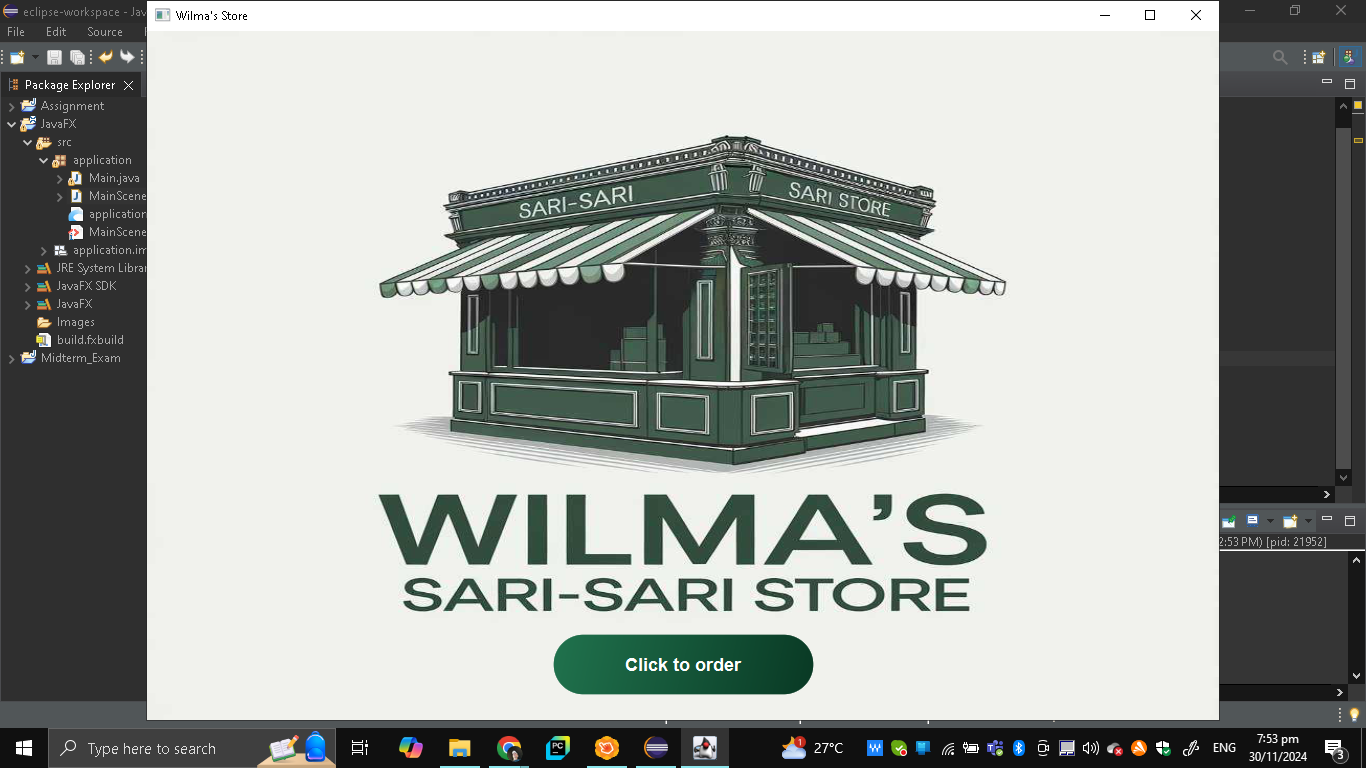 eclipse-workspace - Jav
Wilma's Store
File Edit Source
Package Explorer
Assignment
JavaFX
src
application
Main.java
MainScene
application
MainScene
application.im
JRE System Librar
JavaFX SDK
JavaFX
Images
build.fxbuild
Midterm_Exam
SARI-SARI
SARI STORE
WILMA'S
SARI-SARI STORE
Click to order
2:53 PM) [pid: 21952]
Type here to search
PC
1
27°C
W
ENG
7:53 pm
30/11/2024
3